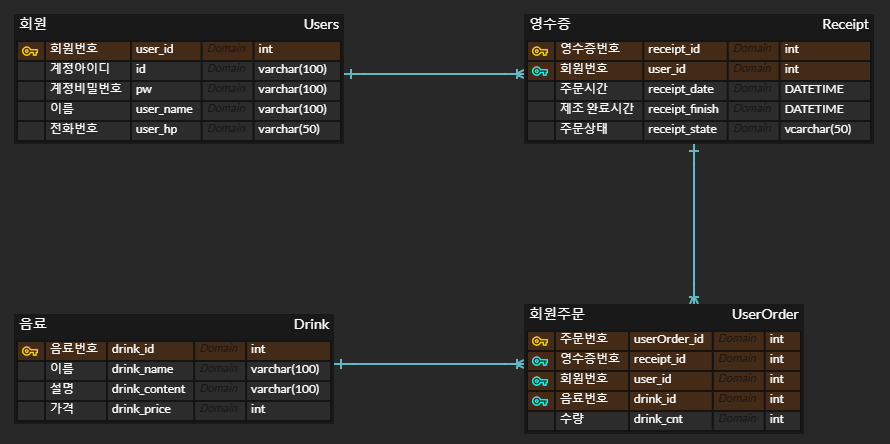 회원 Users
회원번호 user_id Domain int
계정아이디 id Domain varchar(100)
계정비밀번호 pw Domain varchar(100)
이름 user_name Domain varchar(100)
전화번호 user_hp Domain varchar(50)
영수증 Receipt
영수증번호 receipt_id Domain int
회원번호 user_id Domain int
주문시간 receipt_date Domain DATETIME
제조 완료시간 receipt_finish Domain DATETIME
주문상태 receipt_state Domain vcarchar(50)
음료 Drink
음료번호 drink_id Domain int
이름 drink_name Domain varchar(100)
설명 drink_content Domain varchar(100)
가격 drink_price Domain int
회원주문 UserOrder
주문번호 userOrder_id Domain int
영수증번호 receipt_id Domain int
회원번호 user_id Domain int
음료번호 drink_id Domain int
수량 drink_cnt Domain int